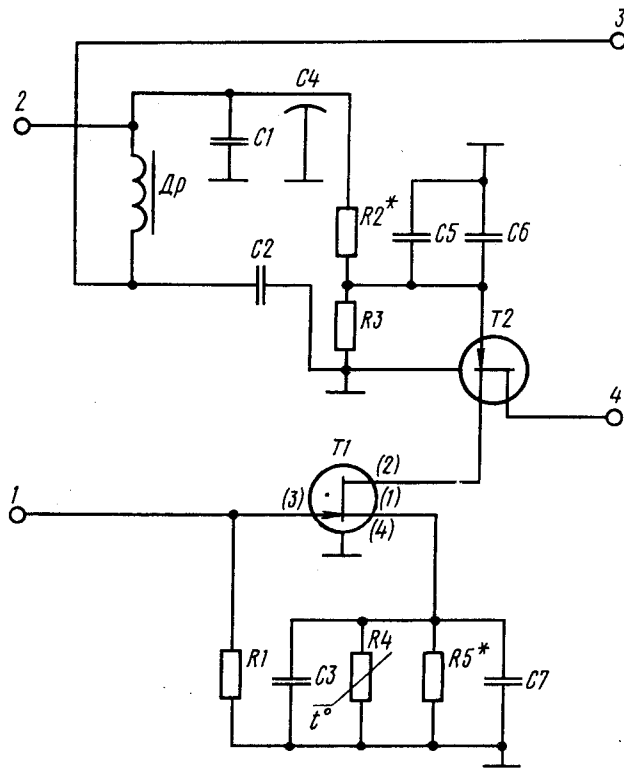 3
C4
2
C1
Др
R2*
C5
C6
C2
R3
T2
4
T1
(2)
(3)
(1)
1
(4)
R1
C3
R4
R5*
C7
t°